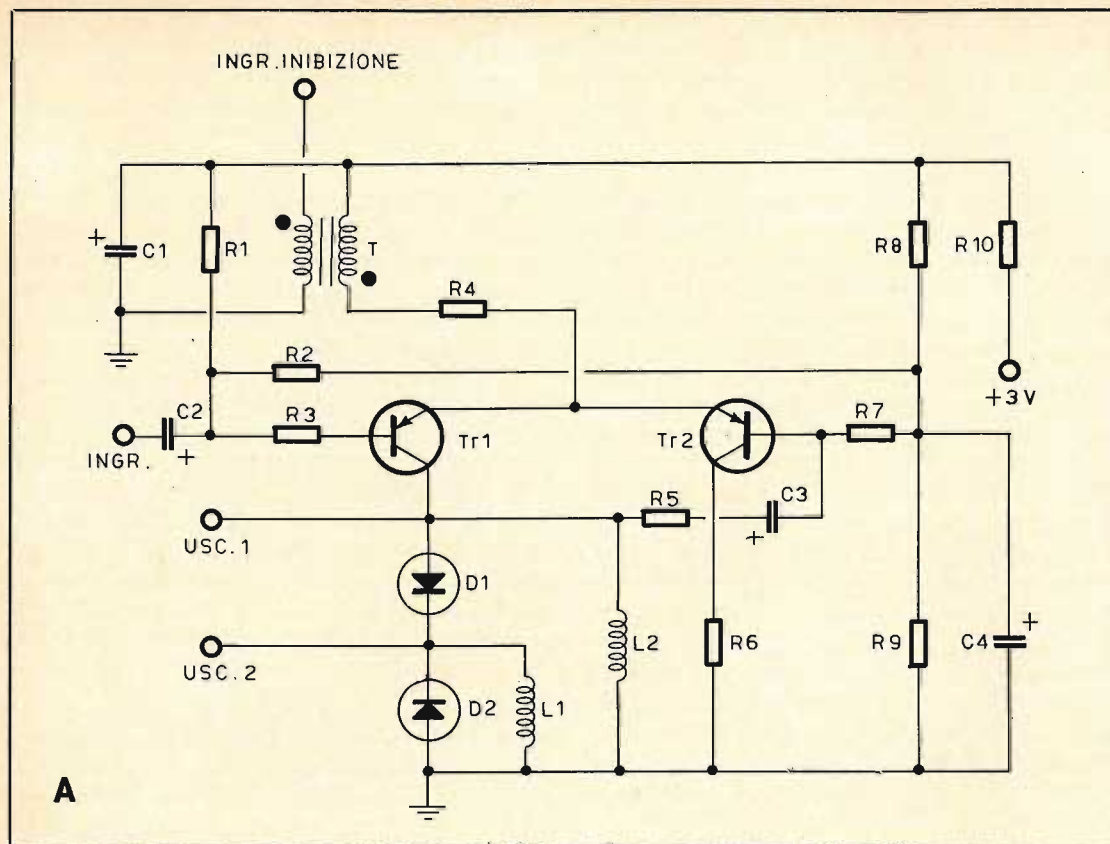 INGR. INIBIZIONE
+
C1
R1
T
R8
R10
R4
R2
+3V
C2
+
R3
Tr1
Tr2
R7
INGR.
R5
C3
+
USC.1
D1
L2
R6
R9
C4
+
USC.2
D2
L1
A